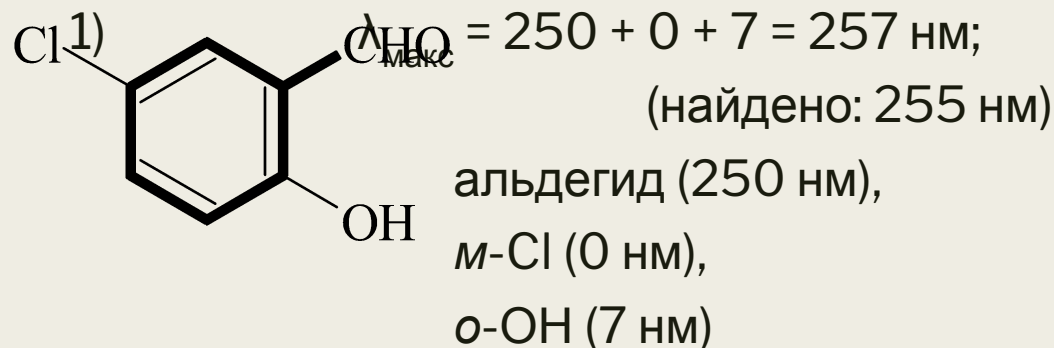 1) λмакс = 250 + 0 + 7 = 257 нм;
Cl CHO
(найдено: 255 нм)
альдегид (250 нм),
OH
м-Cl (0 нм),
о-OH (7 нм)